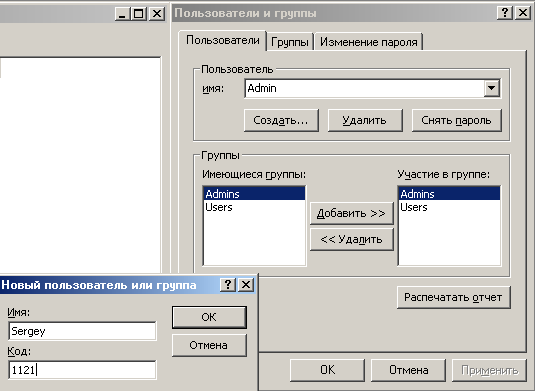 Пользователи и группы
Пользователи Группы Изменение пароля
Пользователь
имя: Admin
Создать... Удалить Снять пароль
Группы
Имеющиеся группы: Участие в группе:
Admins Admins
Users Users
Добавить >>
<< Удалить
Распечатать отчет
OK Отмена Применить
Новый пользователь или группа
Имя:
Sergey
Код:
1121
OK
Отмена